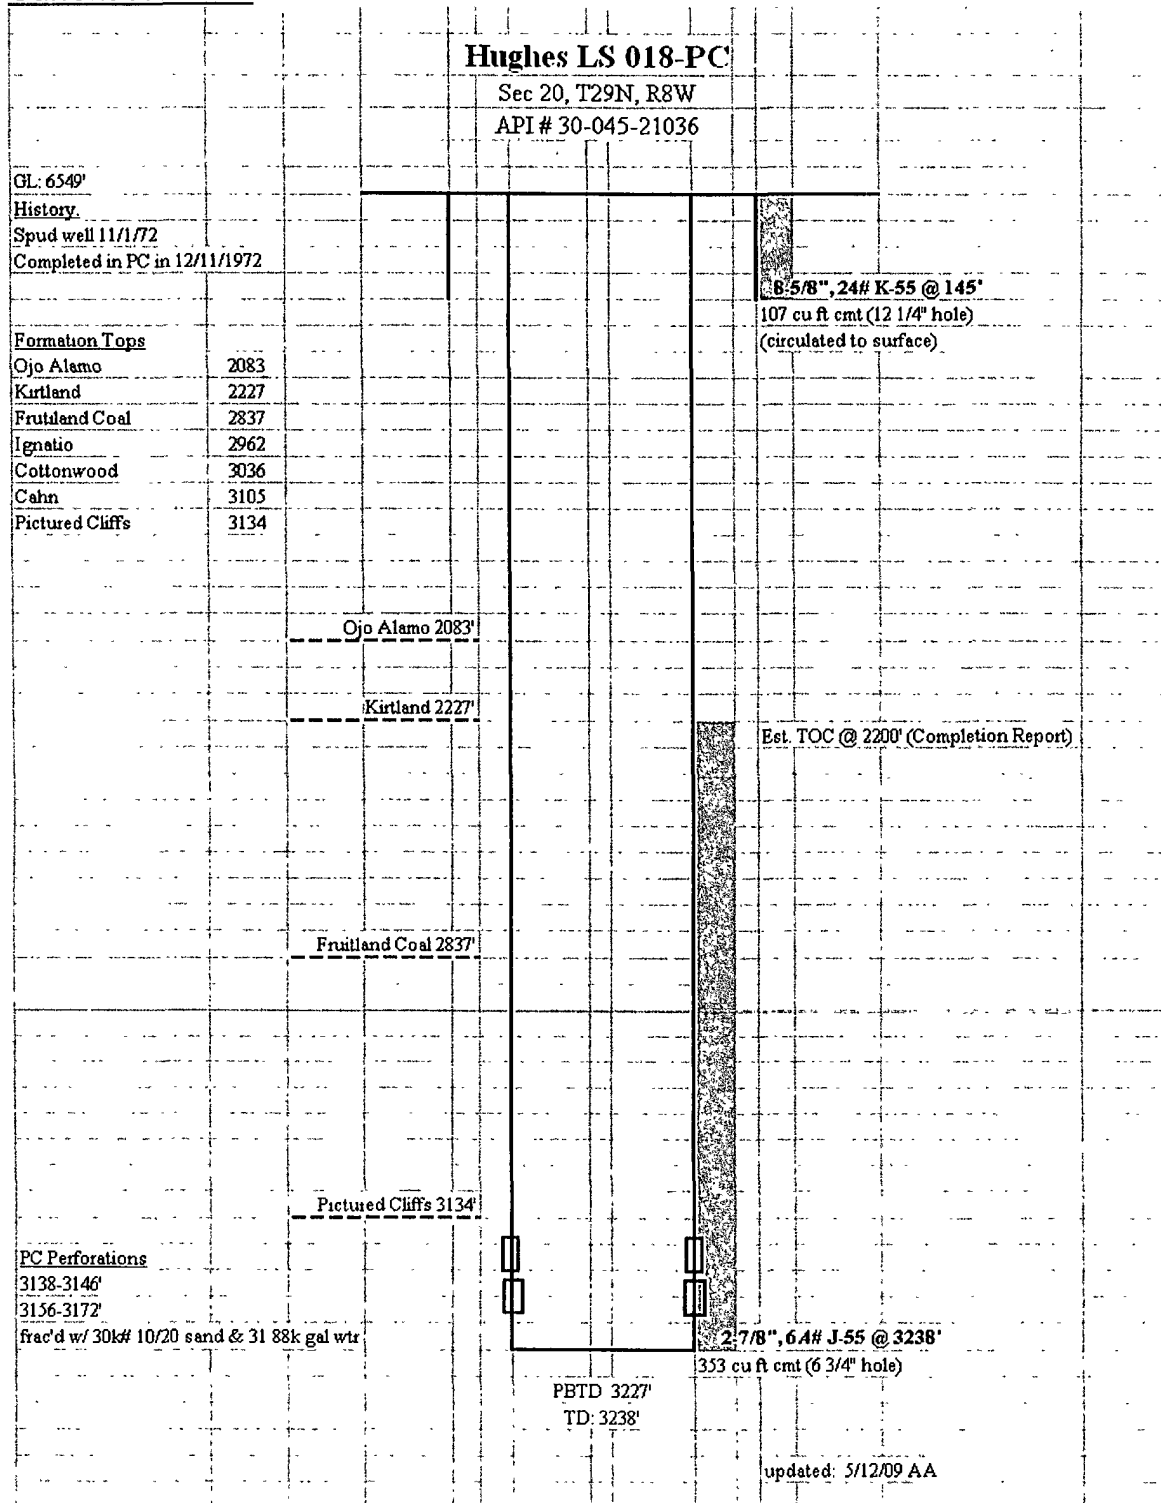 Hughes LS 018-PC
Sec 20, T29N, R8W
API # 30-045-21036
GL: 6549'
History.
Spud well 11/1/72
Completed in PC in 12/11/1972
8-5/8", 24# K-55 @ 145'
107 cu ft cmt (12 1/4" hole)
(circulated to surface)
Formation Tops
Ojo Alamo 2083
Kirtland 2227
Fruitland Coal 2837
Ignatio 2962
Cottonwood 3036
Cahn 3105
Pictured Cliffs 3134
Ojo Alamo 2083'
Kirtland 2227'
Est. TOC @ 2200' (Completion Report)
Fruitland Coal 2837'
Pictured Cliffs 3134'
PC Perforations
3138-3146'
3156-3172'
frac'd w/ 30k# 10/20 sand & 31 88k gal wtr
2-7/8", 6.4# J-55 @ 3238'
353 cu ft cmt (6 3/4" hole)
PBTD 3227'
TD: 3238'
updated: 5/12/09 AA